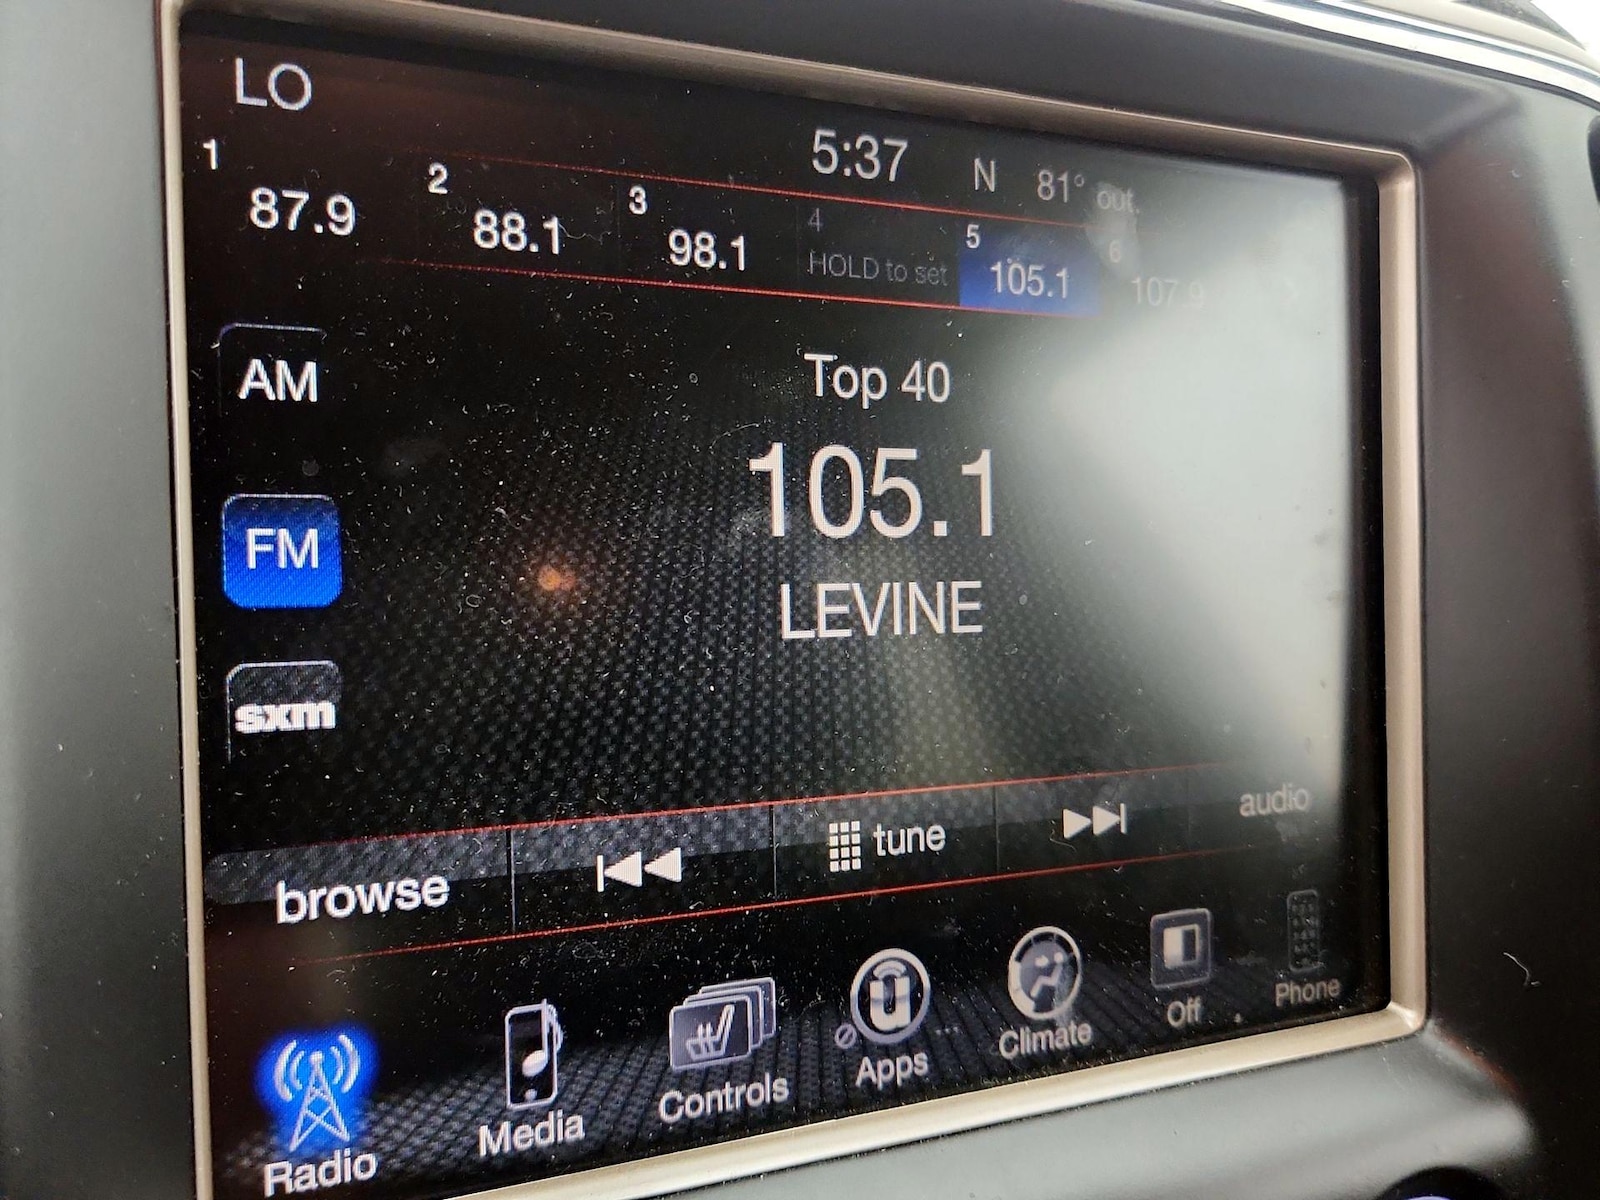 LO
5:37 N 81° out.
1 87.9
2 88.1
3 98.1
4 HOLD to set
5 105.1
6 107.9
AM
Top 40
105.1
FM
LEVINE
sxm
browse
tune
audio
Radio
Media
Controls
Apps
Climate
Off
Phone